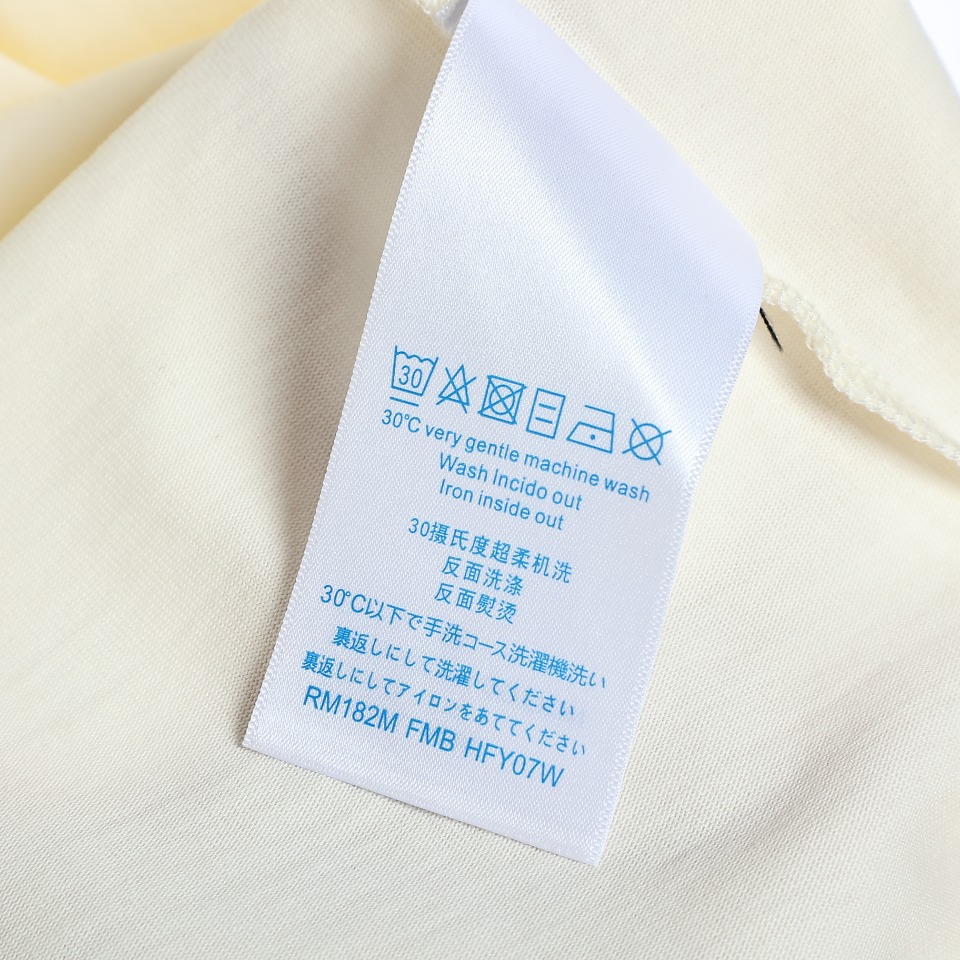 30
30°C very gentle machine wash
Wash Incido out
Iron inside out
30摄氏度超柔机洗
反面洗涤
反面熨烫
30℃以下で手洗コース洗濯機洗い
裏返しにして洗濯してください
裏返しにしてアイロンをあててください
RM182M FMB HFY07W